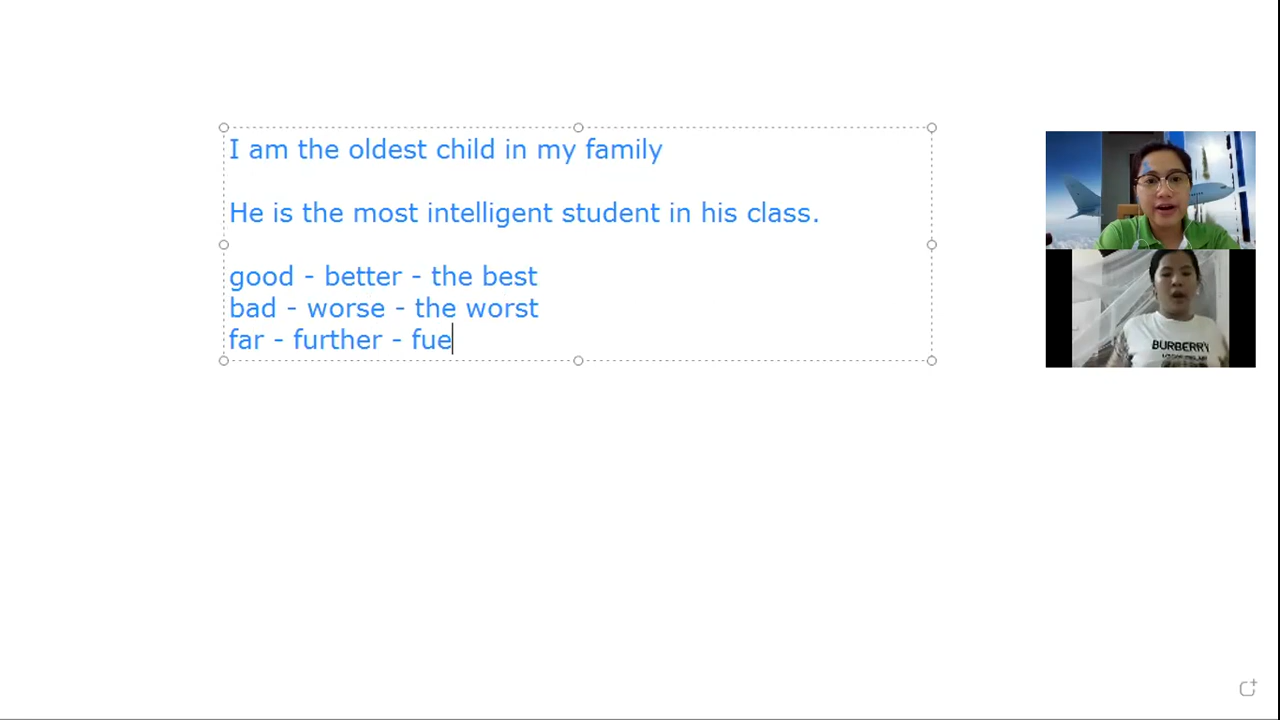 I am the oldest child in my family
He is the most intelligent student in his class.
good - better - the best
bad - worse - the worst
far - further - fue
BURBERRY